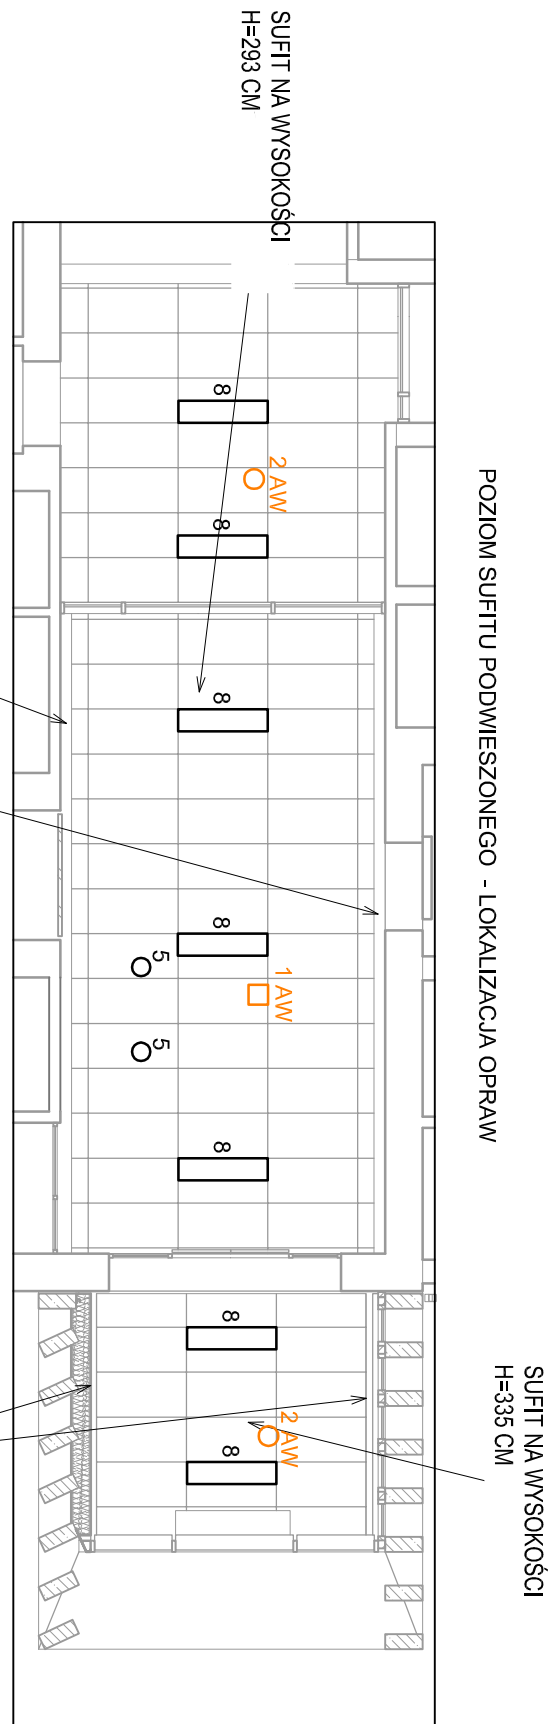 SUFIT NA WYSOKOŚCI
H=293 CM
POZIOM SUFITU PODWIESZONEGO - LOKALIZACJA OPRAW
SUFIT NA WYSOKOŚCI
H=335 CM
8
2 AW
8
8
8
5
1 AW
5
8
8
2 AW
8